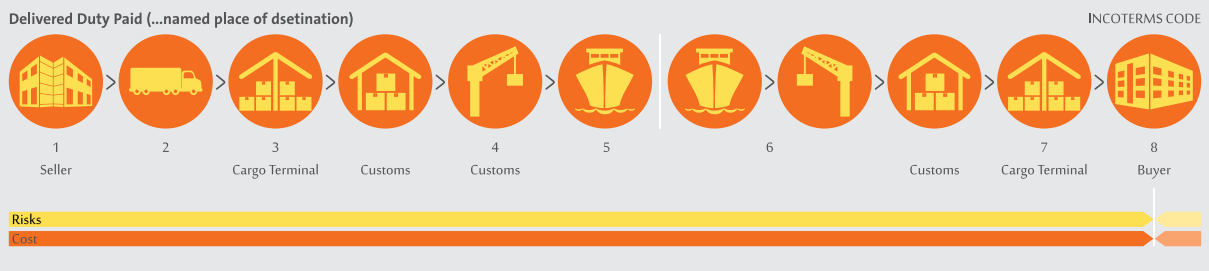 Delivered Duty Paid (...named place of dsetination)
INCOTERMS CODE
1 2 3 4 5 6 7 8
Seller Cargo Terminal Customs Customs Customs Cargo Terminal Buyer
Risks
Cost